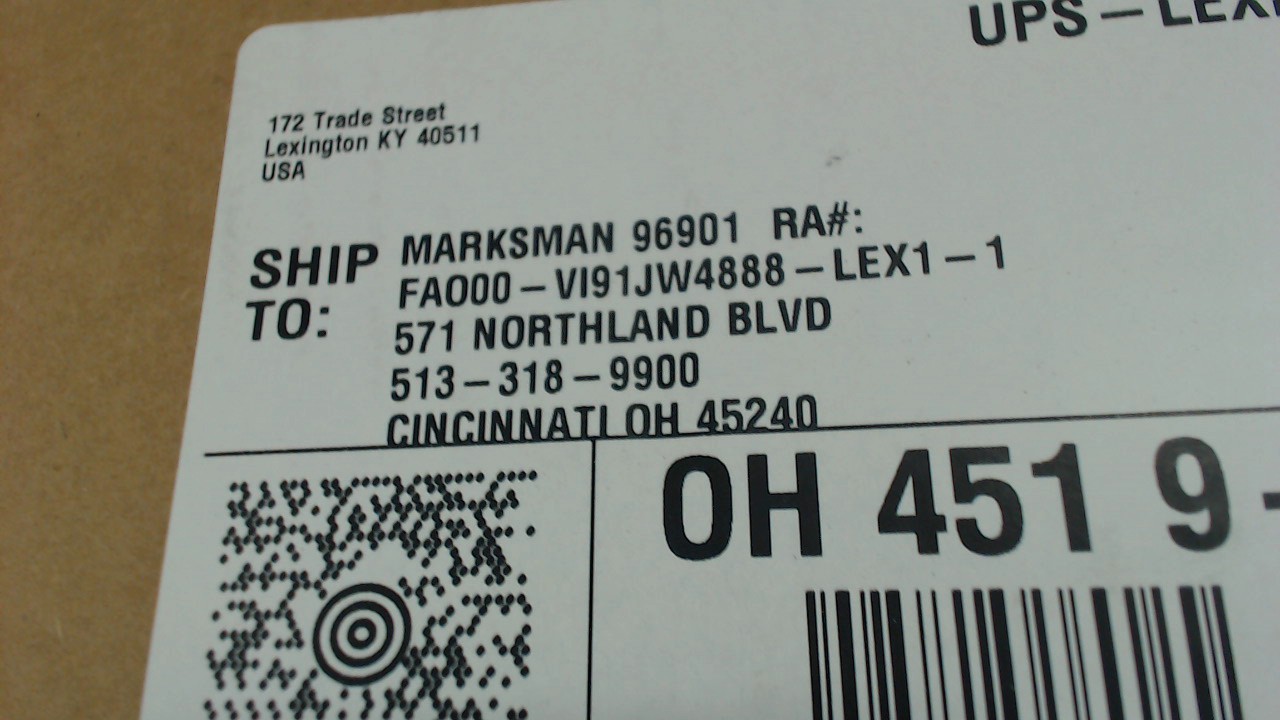 UPS - LEX
172 Trade Street
Lexington KY 40511
USA
SHIP TO:
MARKSMAN 96901 RA#:
FA000 - VI91JW4888 - LEX1 - 1
571 NORTHLAND BLVD
513 - 318 - 9900
CINCINNATI OH 45240
OH 451 9 -